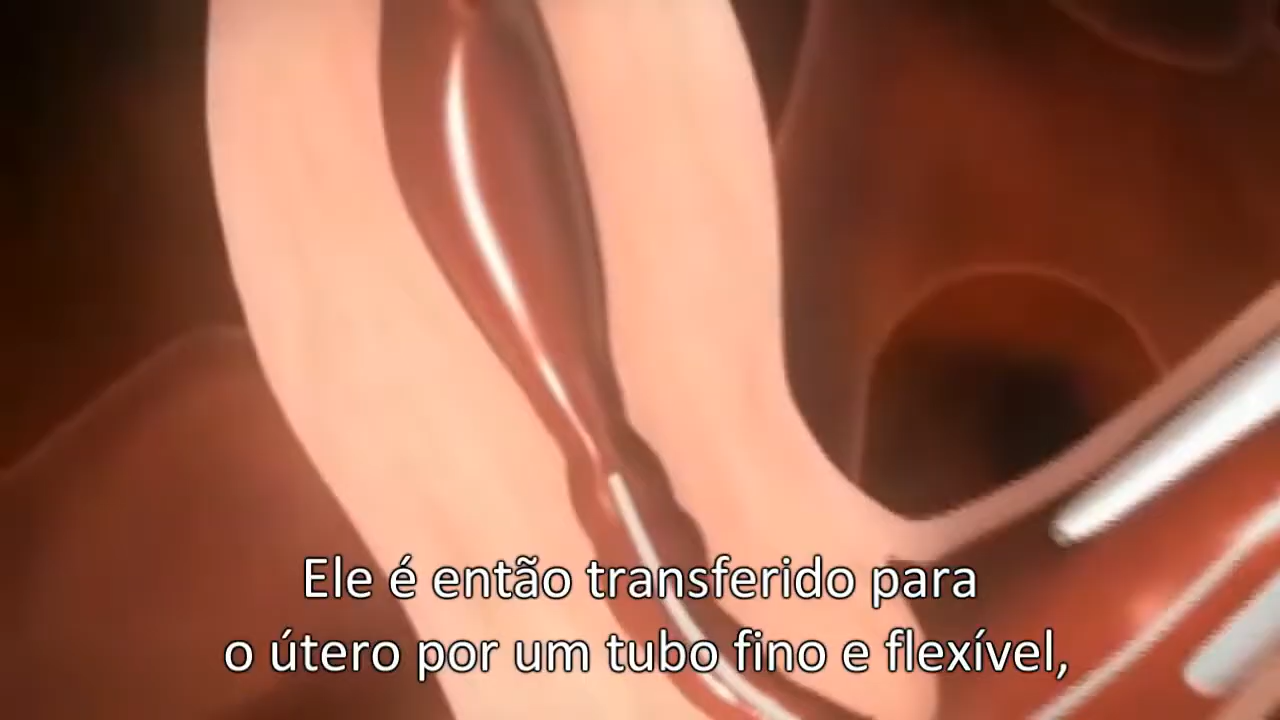 Ele é então transferido para
o útero por um tubo fino e flexível,